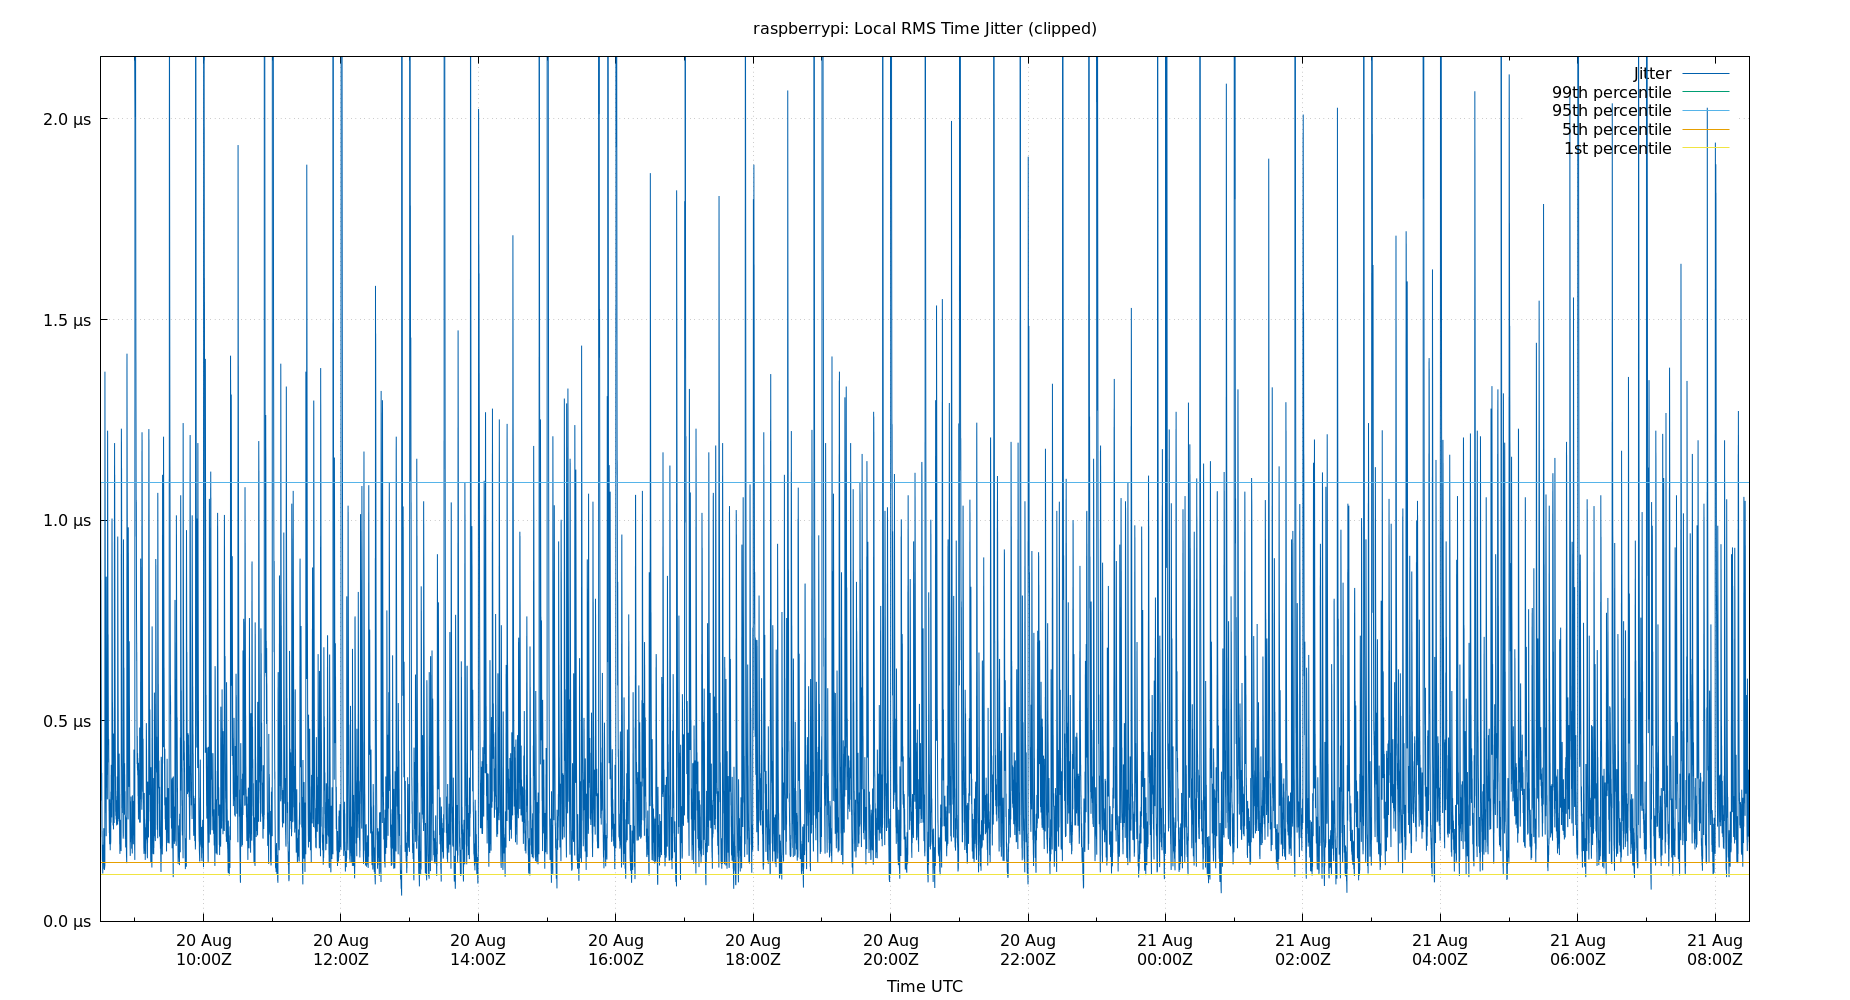 raspberrypi: Local RMS Time Jitter (clipped)
Jitter
99th percentile
95th percentile
5th percentile
1st percentile
2.0 μs
1.5 μs
1.0 μs
0.5 μs
0.0 μs
20 Aug 20 Aug 20 Aug 20 Aug 20 Aug 20 Aug 20 Aug 21 Aug 21 Aug 21 Aug 21 Aug 21 Aug
10:00Z 12:00Z 14:00Z 16:00Z 18:00Z 20:00Z 22:00Z 00:00Z 02:00Z 04:00Z 06:00Z 08:00Z
Time UTC